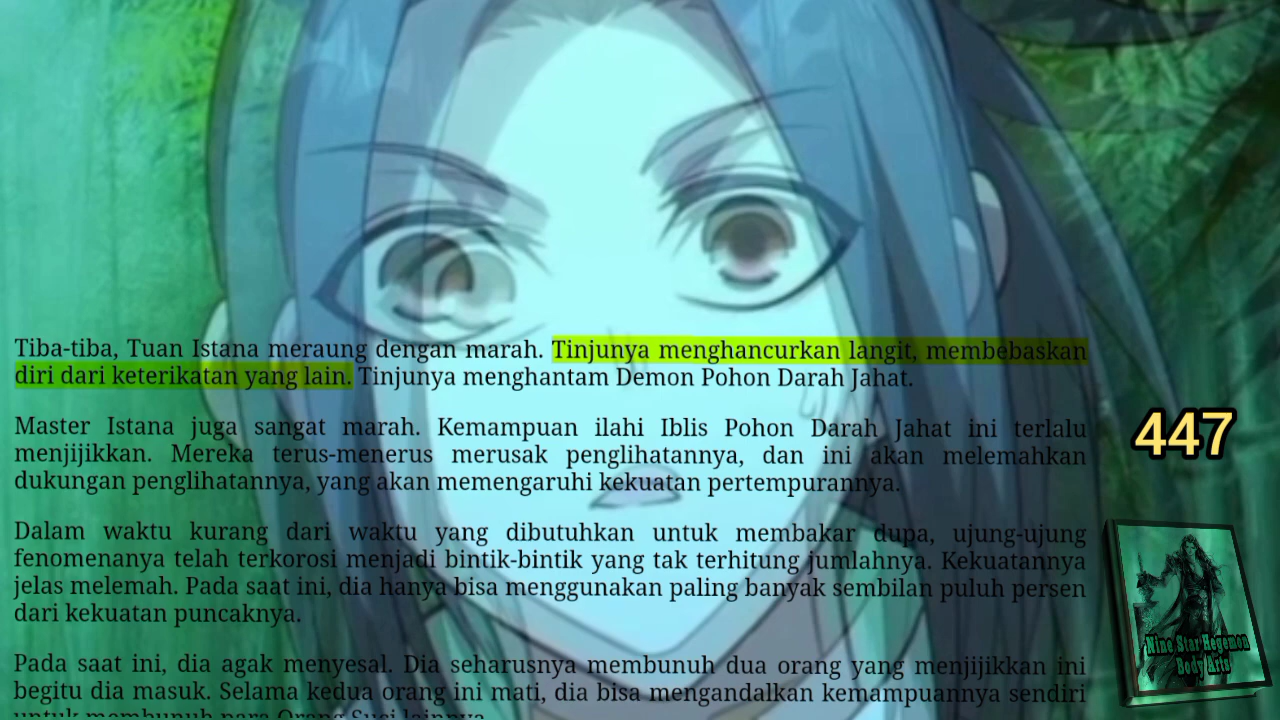 Tiba-tiba, Tuan Istana meraung dengan marah. Tinjunya menghancurkan langit, membebaskan
diri dari keterikatan yang lain. Tinjunya menghantam Demon Pohon Darah Jahat.
Master Istana juga sangat marah. Kemampuan ilahi Iblis Pohon Darah Jahat ini terlalu
menjijikkan. Mereka terus-menerus merusak penglihatannya, dan ini akan melemahkan
dukungan penglihatannya, yang akan memengaruhi kekuatan pertempurannya.
Dalam waktu kurang dari waktu yang dibutuhkan untuk membakar dupa, ujung-ujung
fenomenanya telah terkorosi menjadi bintik-bintik yang tak terhitung jumlahnya. Kekuatannya
jelas melemah. Pada saat ini, dia hanya bisa menggunakan paling banyak sembilan puluh persen
dari kekuatan puncaknya.
Pada saat ini, dia agak menyesal. Dia seharusnya membunuh dua orang yang menjijikkan ini
begitu dia masuk. Selama kedua orang ini mati, dia bisa mengandalkan kemampuannya sendiri
untuk membunuh para Orang Suci lainnya.
447
Nine Star Hegemon
Body Arts